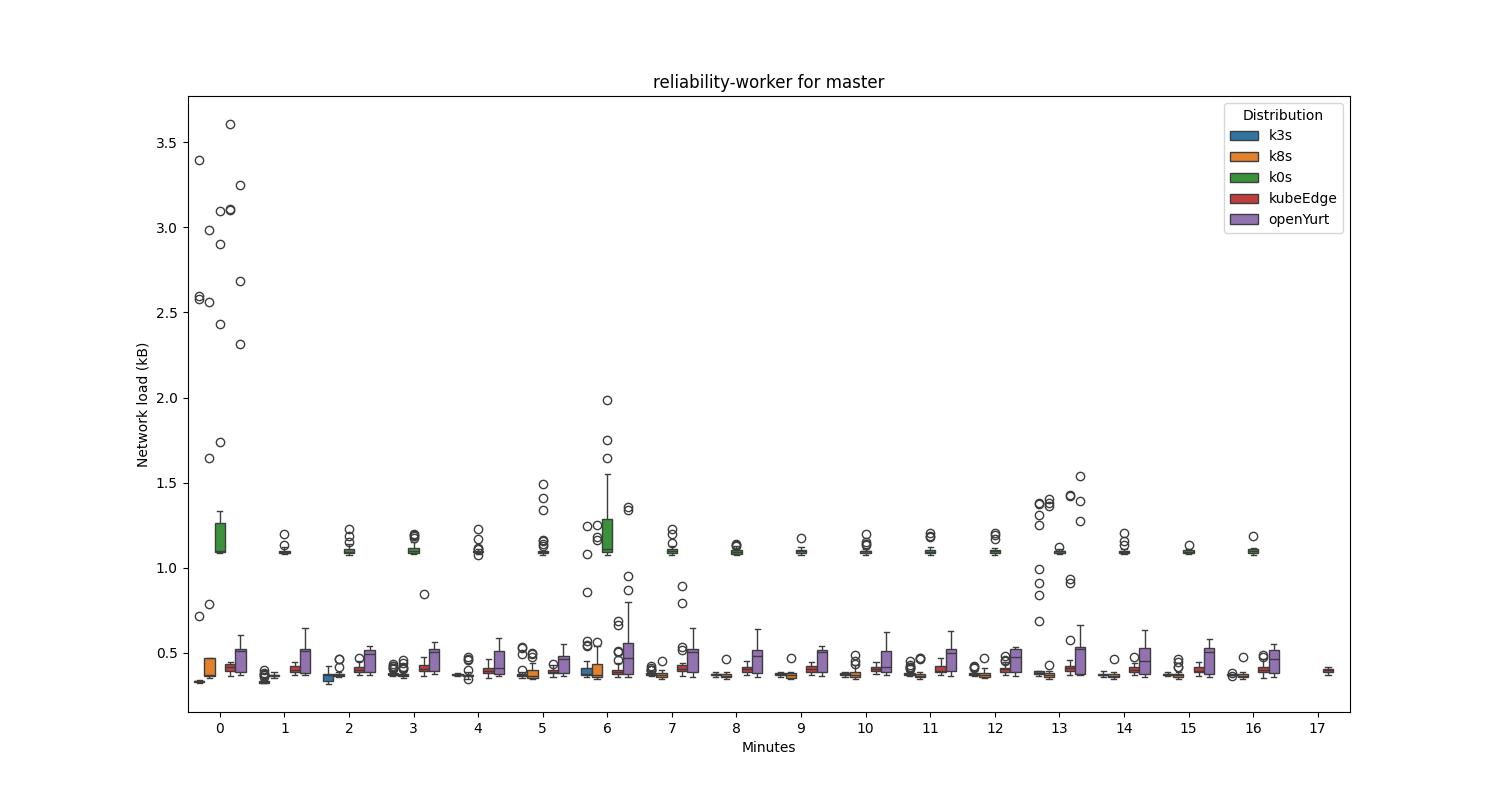 reliability-worker for master
Distribution
k3s
k8s
k0s
kubeEdge
openYurt
Network load (kB)
3.5
3.0
2.5
2.0
1.5
1.0
0.5
0 1 2 3 4 5 6 7 8 9 10 11 12 13 14 15 16 17
Minutes